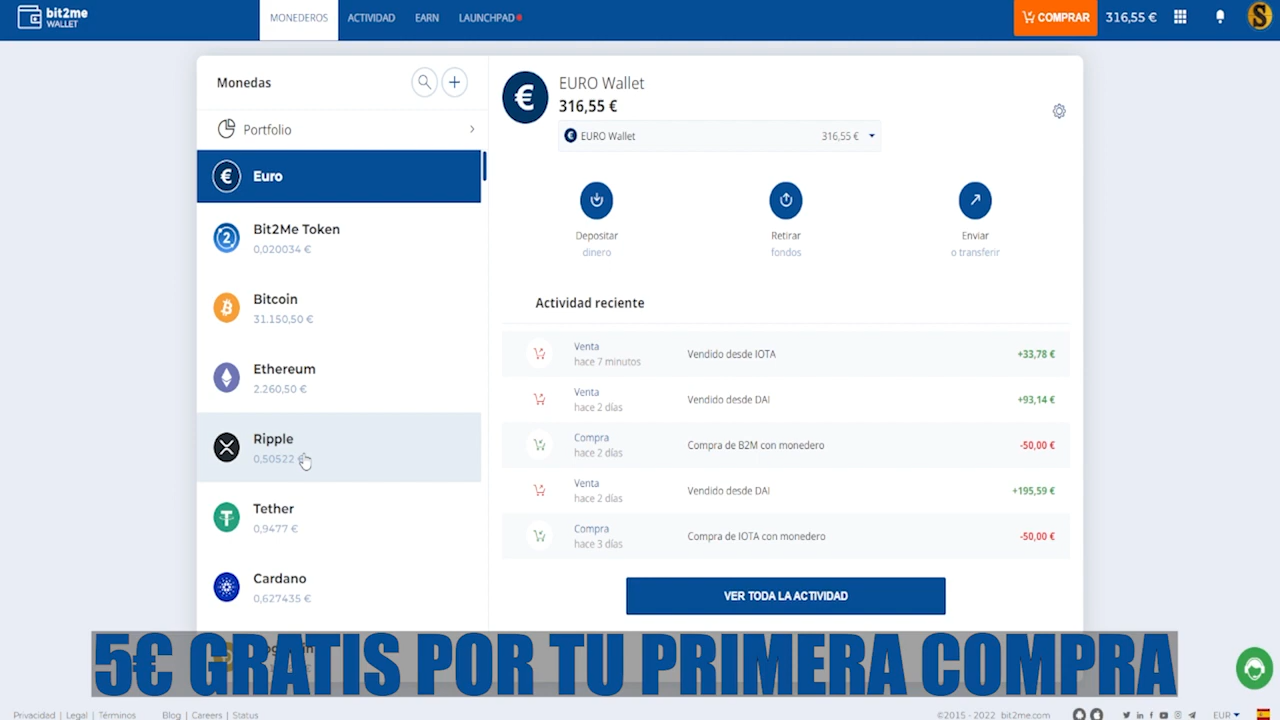 bit2me
WALLET
MONEDEROS
ACTIVIDAD
EARN
LAUNCHPAD
COMPRAR
316,55 €
Monedas
Portfolio
Euro
Bit2Me Token
0,020034 €
Bitcoin
31.150,50 €
Ethereum
2.260,50 €
Ripple
0,50522 €
Tether
0,9477 €
Cardano
0,627435 €
EURO Wallet
316,55 €
EURO Wallet 316,55 €
Depositar
dinero
Retirar
fondos
Enviar
o transferir
Actividad reciente
Venta
hace 7 minutos
Vendido desde IOTA
+33,78 €
Venta
hace 2 días
Vendido desde DAI
+93,14 €
Compra
hace 2 días
Compra de B2M con monedero
-50,00 €
Venta
hace 2 días
Vendido desde DAI
+195,59 €
Compra
hace 3 días
Compra de IOTA con monedero
-50,00 €
VER TODA LA ACTIVIDAD
5€ GRATIS POR TU PRIMERA COMPRA
Privacidad | Legal | Términos
Blog | Careers | Status
©2015 - 2022 bit2me.com
EUR